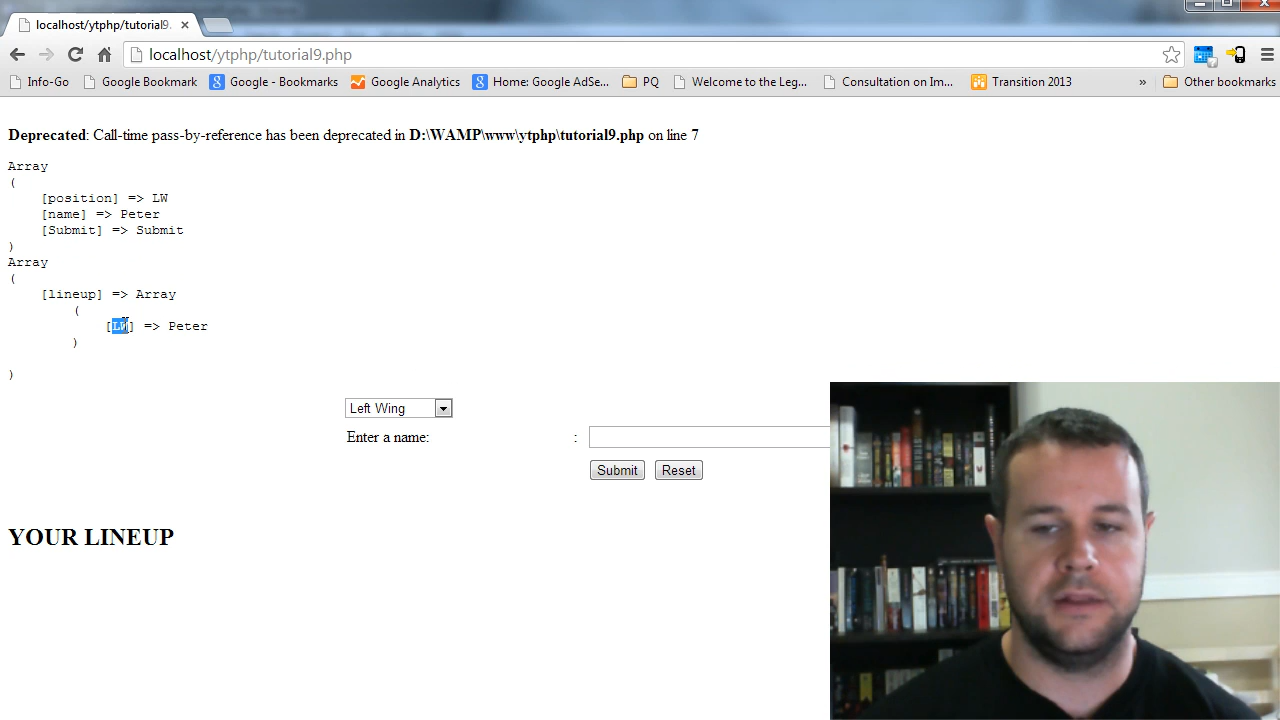 localhost/ytphp/tutorial9.
localhost/ytphp/tutorial9.php
Info-Go Google Bookmark Google - Bookmarks Google Analytics Home: Google AdSe... PQ Welcome to the Leg... Consultation on Im... Transition 2013 » Other bookmarks
Deprecated: Call-time pass-by-reference has been deprecated in D:\WAMP\www\ytphp\tutorial9.php on line 7
Array
(
[position] => LW
[name] => Peter
[Submit] => Submit
)
Array
(
[lineup] => Array
(
[LW] => Peter
)
)
Left Wing
Enter a name: :
Submit Reset
YOUR LINEUP